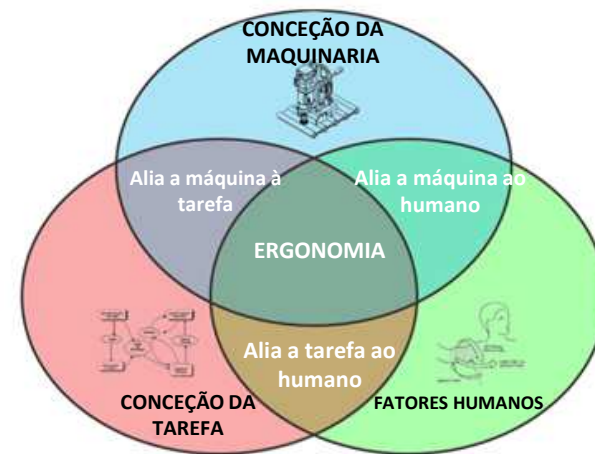 CONCEÇÃO DA
MAQUINARIA
Alia a máquina à
tarefa
Alia a máquina ao
humano
ERGONOMIA
Alia a tarefa ao
humano
CONCEÇÃO DA
TAREFA
FATORES HUMANOS